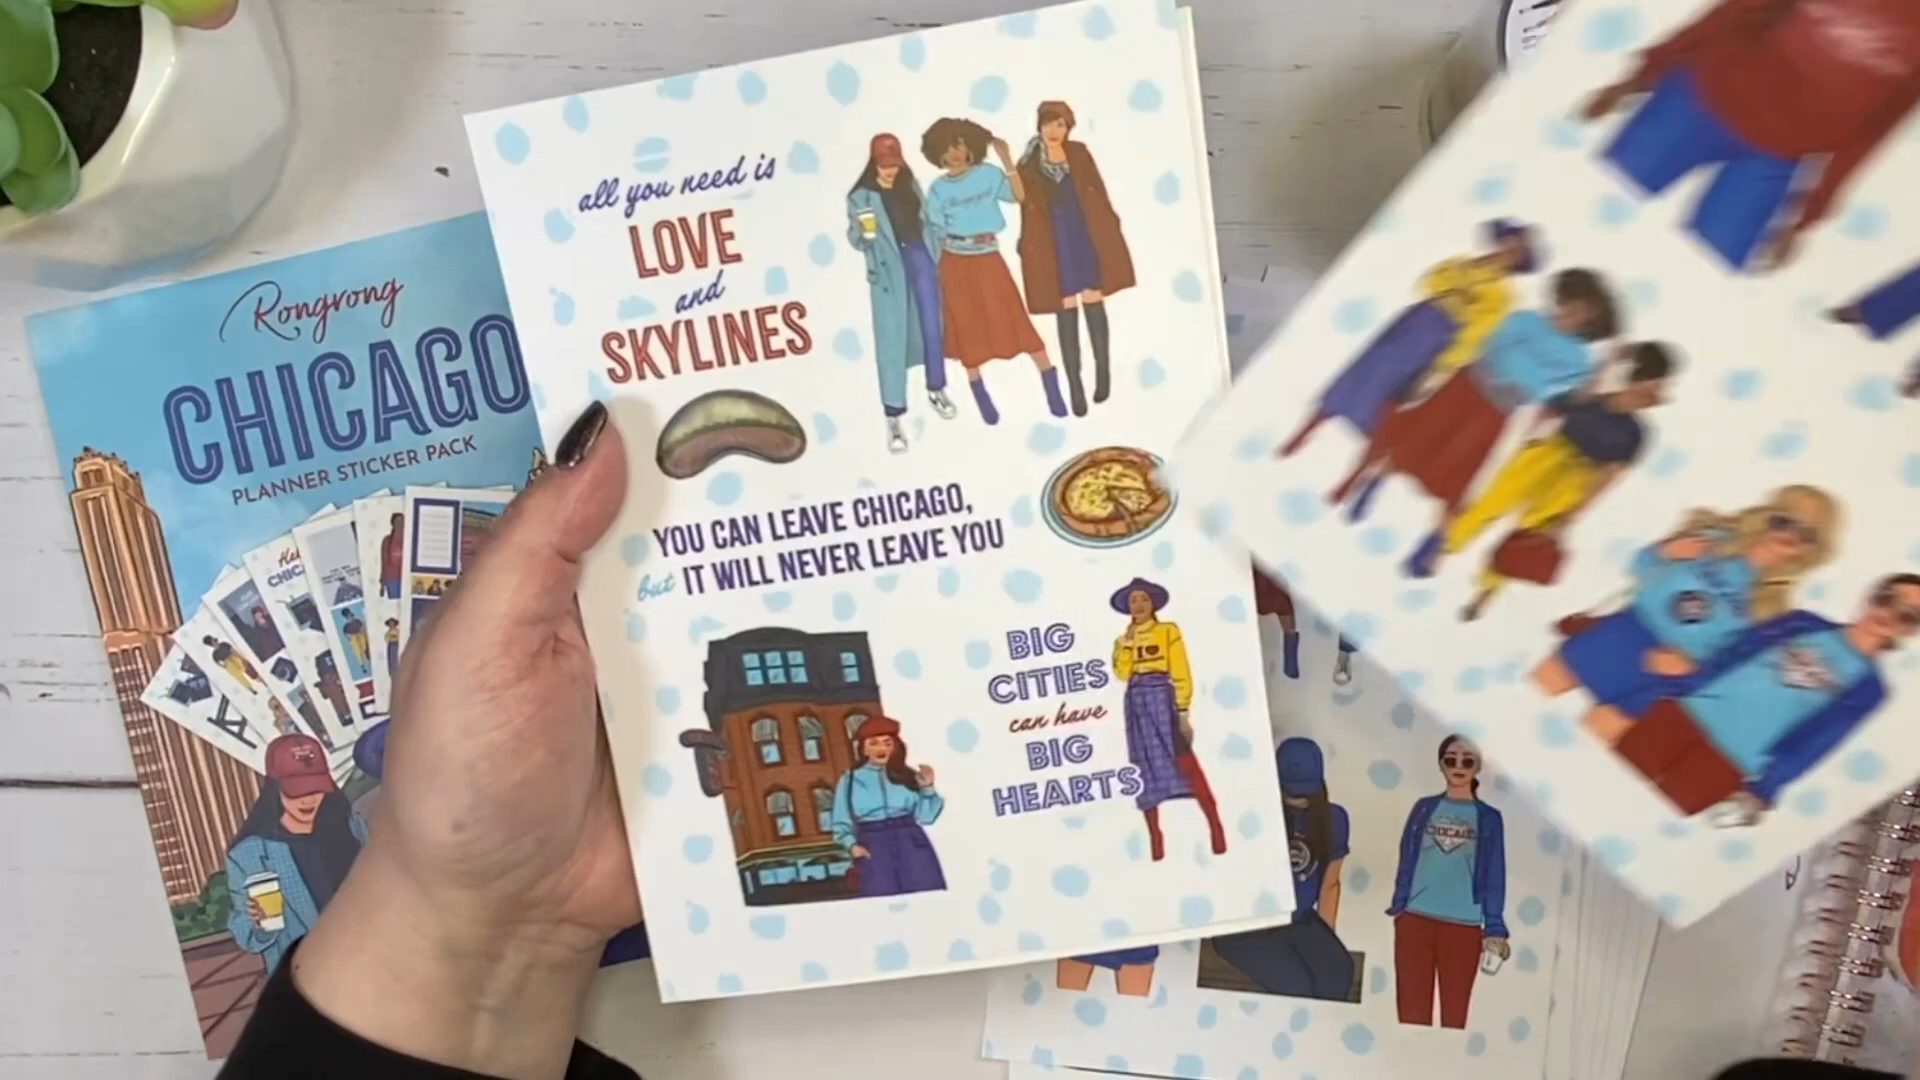 Rongrong
CHICAGO
PLANNER STICKER PACK
all you need is
LOVE
and
SKYLINES
YOU CAN LEAVE CHICAGO,
but IT WILL NEVER LEAVE YOU
BIG
CITIES
can have
BIG
HEARTS
CHICAGO